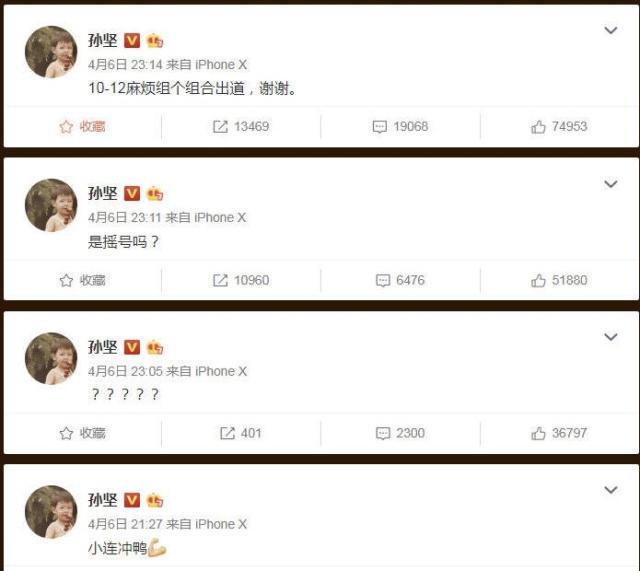 孙坚
4月6日 23:14 来自 iPhone X
10-12麻烦组个组合出道，谢谢。
收藏 13469 19068 74953
孙坚
4月6日 23:11 来自 iPhone X
是摇号吗？
收藏 10960 6476 51880
孙坚
4月6日 23:05 来自 iPhone X
？？？？？
收藏 401 2300 36797
孙坚
4月6日 21:27 来自 iPhone X
小连冲鸭💪